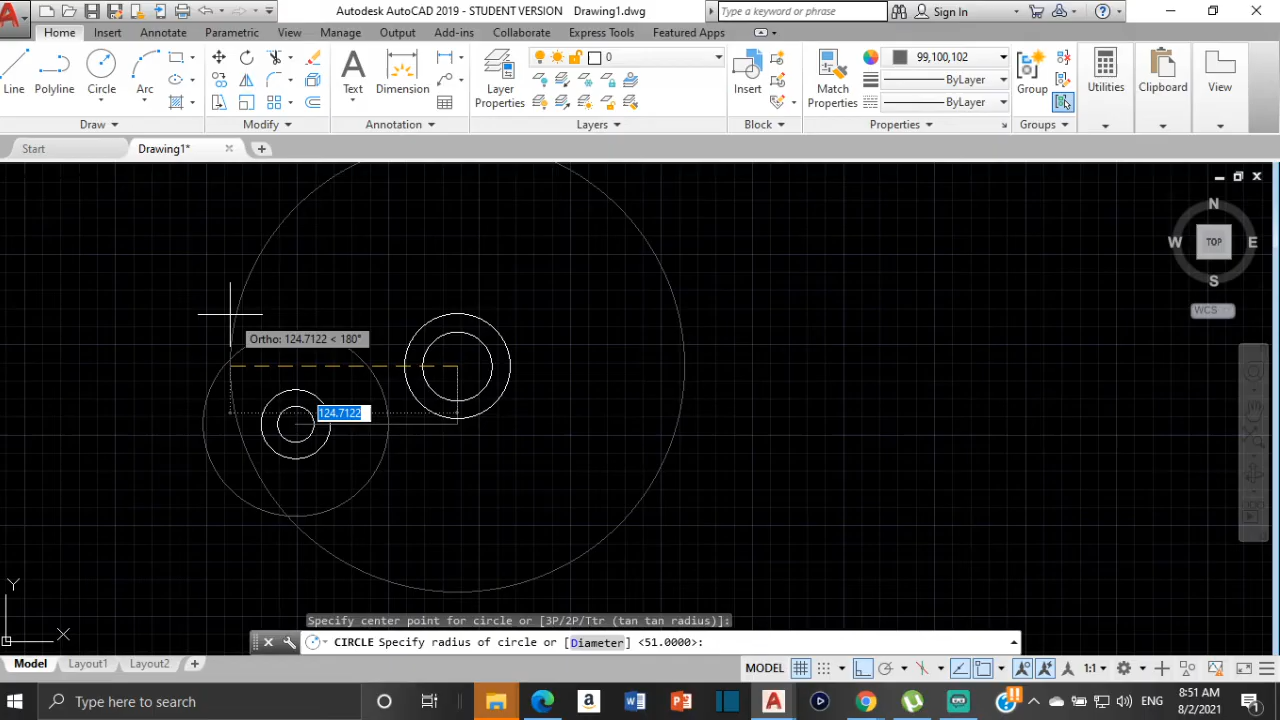 Autodesk AutoCAD 2019 - STUDENT VERSION Drawing1.dwg
Type a keyword or phrase
Sign In
Home Insert Annotate Parametric View Manage Output Add-ins Collaborate Express Tools Featured Apps
Line Polyline Circle Arc
Text Dimension
Layer Properties
0
Insert
Match Properties
99,100,102
ByLayer
ByLayer
Group
Utilities
Clipboard
View
Draw Modify Annotation Layers Block Properties Groups
Start Drawing1*
N
W TOP E
S
WCS
Ortho: 124.7122 < 180°
124.7122
Y
X
Specify center point for circle or [3P/2P/Ttr (tan tan radius)]:
CIRCLE Specify radius of circle or [Diameter] <51.0000>:
Model Layout1 Layout2
MODEL 1:1
Type here to search
ENG
8:51 AM
8/2/2021